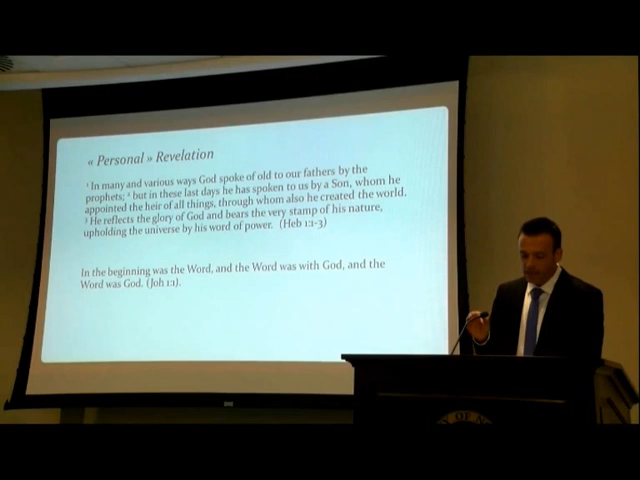 « Personal » Revelation
¹ In many and various ways God spoke of old to our fathers by the
prophets; ² but in these last days he has spoken to us by a Son, whom he
appointed the heir of all things, through whom also he created the world.
³ He reflects the glory of God and bears the very stamp of his nature,
upholding the universe by his word of power. (Heb 1:1-3)
In the beginning was the Word, and the Word was with God, and the
Word was God. (Joh 1:1).
OF